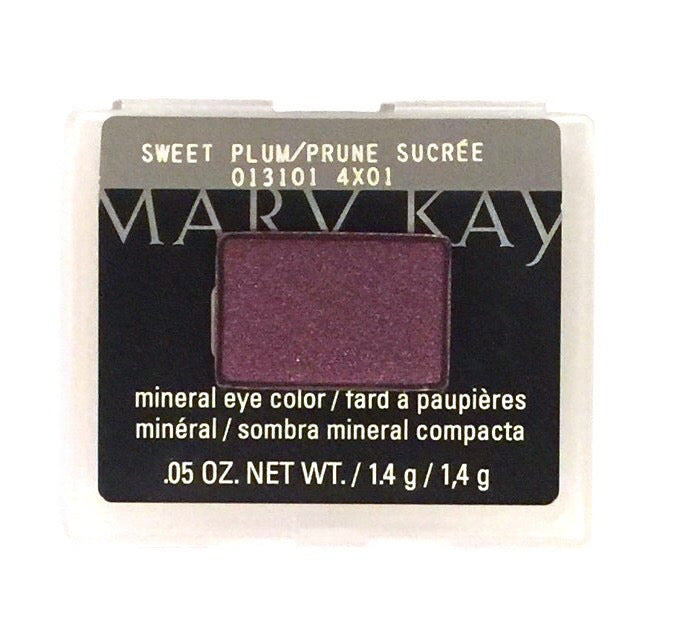 SWEET PLUM/PRUNE SUCRÉE
013101 4X01
MARY KAY
mineral eye color / fard à paupières
minéral / sombra mineral compacta
.05 OZ. NET WT. / 1.4 g / 1,4 g